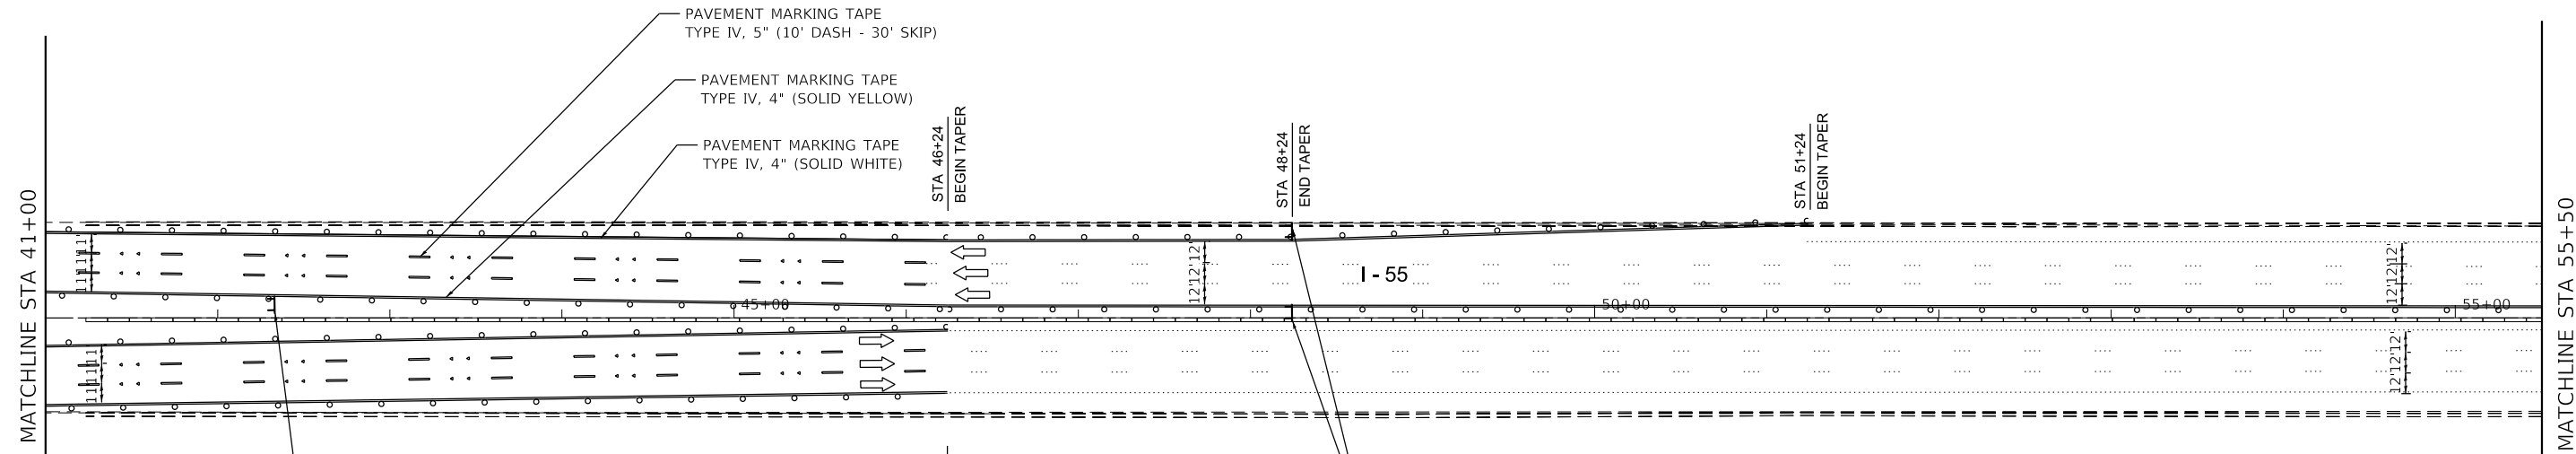 PAVEMENT MARKING TAPE
TYPE IV, 5" (10' DASH - 30' SKIP)
PAVEMENT MARKING TAPE
TYPE IV, 4" (SOLID YELLOW)
PAVEMENT MARKING TAPE
TYPE IV, 4" (SOLID WHITE)
STA 46+24
BEGIN TAPER
STA 48+24
END TAPER
STA 51+24
BEGIN TAPER
MATCHLINE STA 41+00
11'11'11'
12'12'12'
I - 55
12'12'12'
45+00
50+00
55+00
11'11'11'
12'12'12'
MATCHLINE STA 55+50